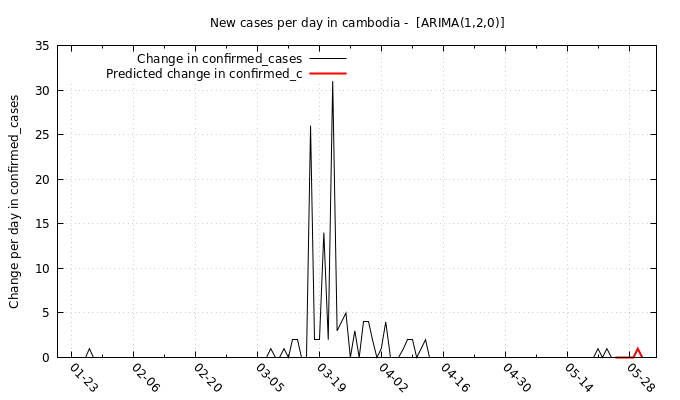 New cases per day in cambodia -  [ARIMA(1,2,0)]
Change in confirmed_cases
Predicted change in confirmed_c
Change per day in confirmed_cases
35
30
25
20
15
10
5
0
01-23 02-06 02-20 03-05 03-19 04-02 04-16 04-30 05-14 05-28